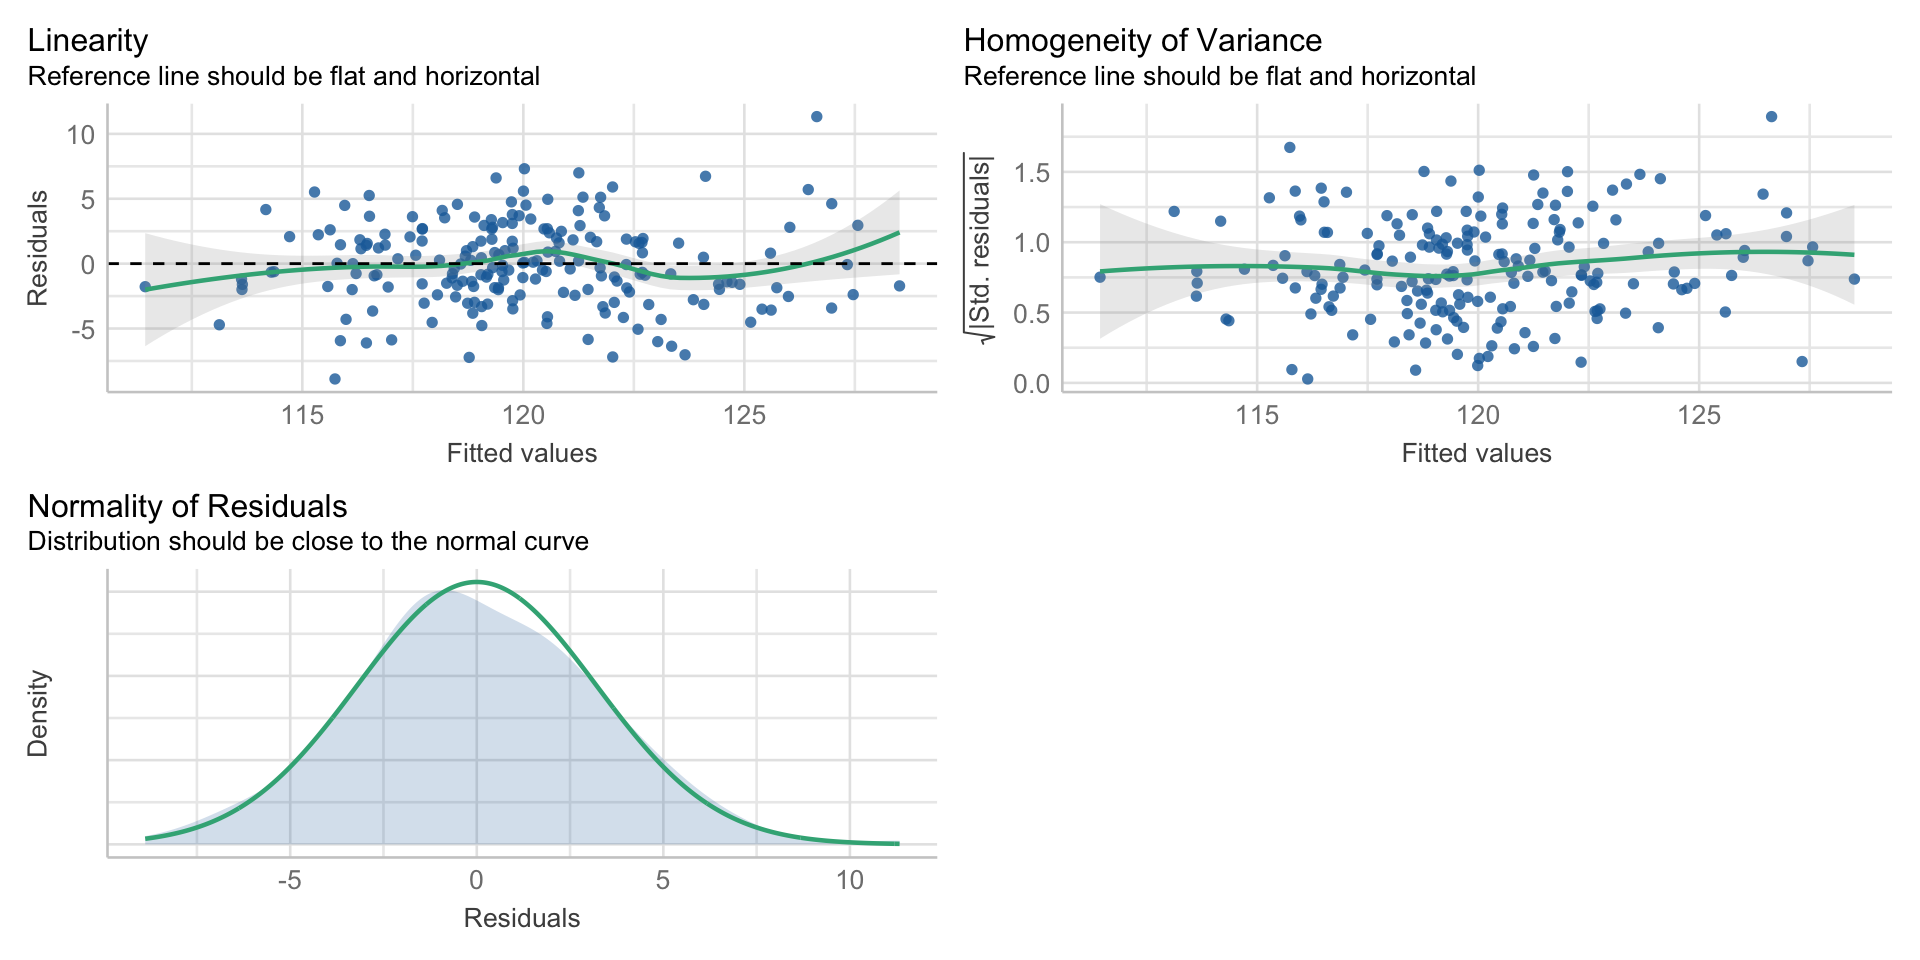 Linearity
Reference line should be flat and horizontal
10
5
0
-5
Residuals
115 120 125
Fitted values
Homogeneity of Variance
Reference line should be flat and horizontal
1.5
1.0
0.5
0.0
√|Std. residuals|
115 120 125
Fitted values
Normality of Residuals
Distribution should be close to the normal curve
Density
-5 0 5 10
Residuals